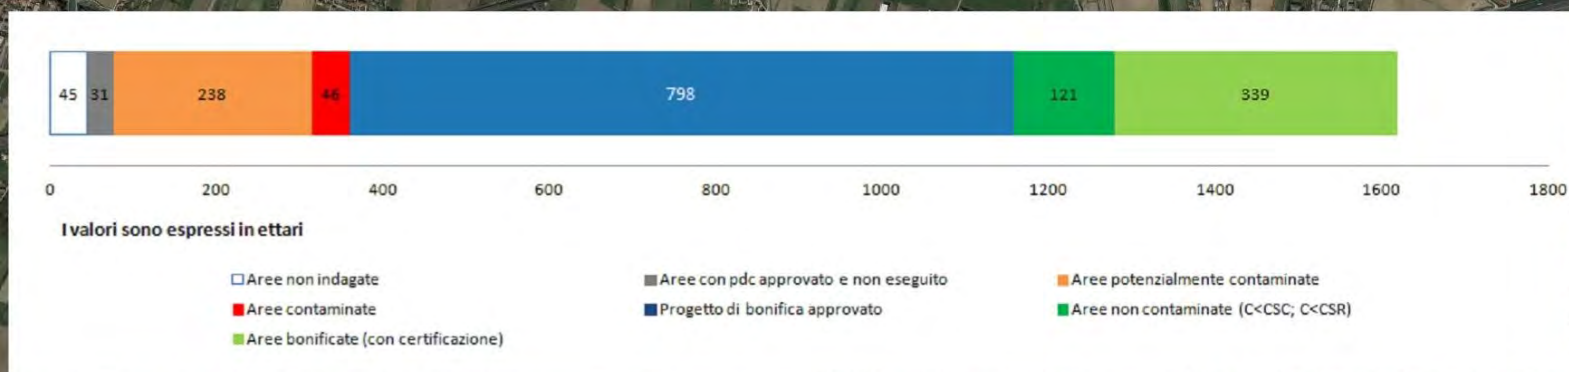 45 31 238 46 798 121 339
0 200 400 600 800 1000 1200 1400 1600 1800
I valori sono espressi in ettari
Aree non indagate Aree con pdc approvato e non eseguito Aree potenzialmente contaminate
Aree contaminate Progetto di bonifica approvato Aree non contaminate (C<CSC; C<CSR)
Aree bonificate (con certificazione)